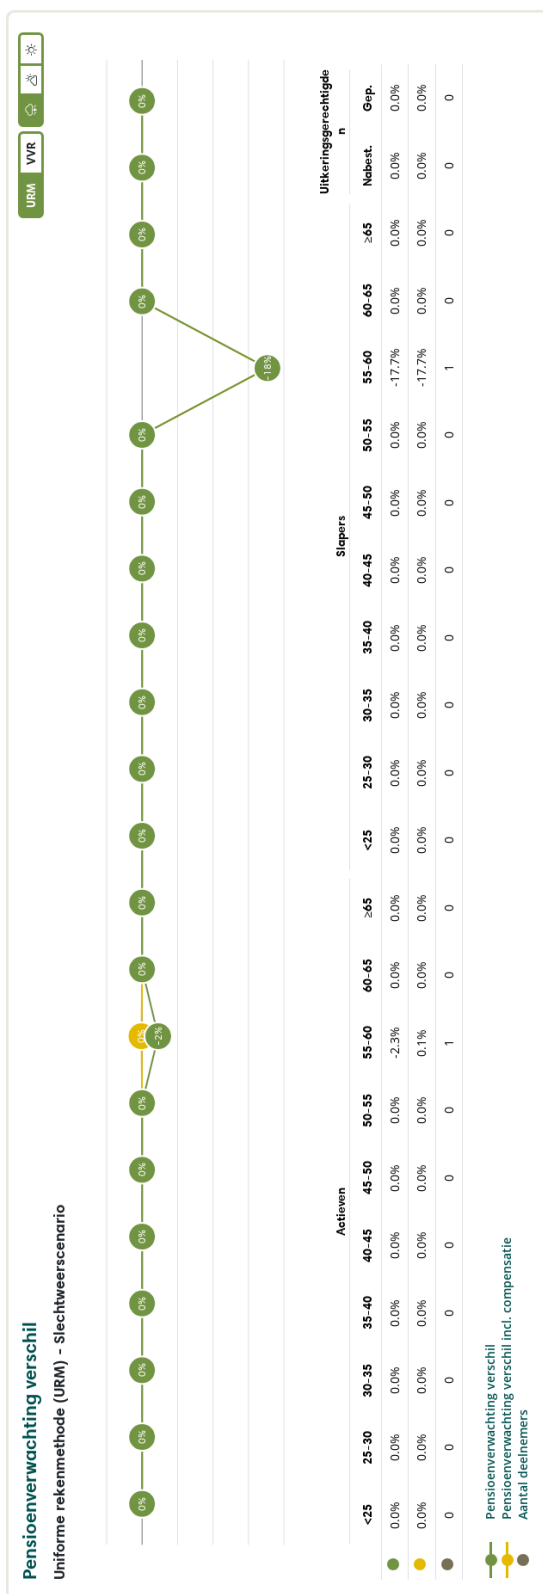 Pensioenverwachting verschil
URM VVR
Uniforme rekenmethode (URM) - Slechtweerscenario
0% 0% 0% 0% 0% 0% 0% 0% -2% 0% 0% 0% 0% 0% 0% 0% 0% 0% -18% 0% 0% 0% 0%
Actieven Slapers Uitkeringsgerechtigde
n
<25 25-30 30-35 35-40 40-45 45-50 50-55 55-60 60-65 ≥65 <25 25-30 30-35 35-40 40-45 45-50 50-55 55-60 60-65 ≥65 Nabest. Gep.
0.0% 0.0% 0.0% 0.0% 0.0% 0.0% 0.0% -2.3% 0.0% 0.0% 0.0% 0.0% 0.0% 0.0% 0.0% 0.0% 0.0% -17.7% 0.0% 0.0% 0.0% 0.0%
0.0% 0.0% 0.0% 0.0% 0.0% 0.0% 0.0% 0.1% 0.0% 0.0% 0.0% 0.0% 0.0% 0.0% 0.0% 0.0% 0.0% -17.7% 0.0% 0.0% 0.0% 0.0%
0 0 0 0 0 0 0 1 0 0 0 0 0 0 0 0 0 1 0 0 0 0
Pensioenverwachting verschil
Pensioenverwachting verschil incl. compensatie
Aantal deelnemers